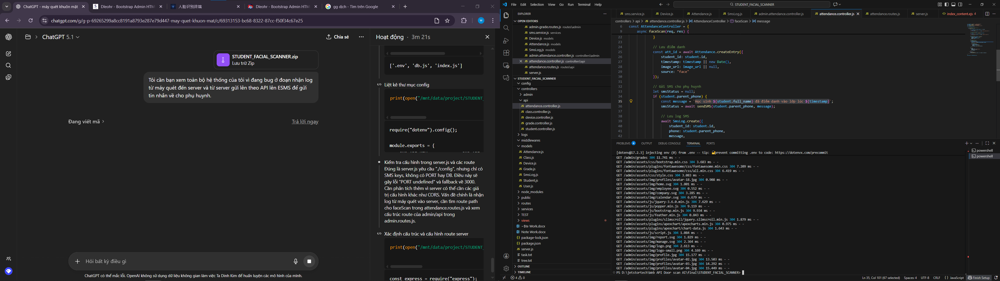 ChatGPT - máy quét khuôn mặt
Dleohr - Bootstrap Admin HTM
人脸识别终端
Dleohr - Bootstrap Admin HTM
gg dịch - Tìm trên Google
chatgpt.com/g/g-p-69265299a8cc8191a8793e287e79d447-may-quet-khuon-mat/c/69313153-bc68-8322-87cc-f50f34c67e25
W
ChatGPT 5.1
Chia sẻ
STUDENT_FACIAL_SCANNER.zip
Lưu trữ Zip
Tôi cần bạn xem toàn bộ hệ thống của tôi vì đang bug ở đoạn nhận log
từ máy quét đến server và từ server gửi lên theo API lên ESMS để gửi
tin nhắn về cho phụ huynh.
Đang viết mã
Trả lời ngay
Hỏi bất kỳ điều gì
ChatGPT có thể mắc lỗi. OpenAI không sử dụng dữ liệu không gian làm việc Ta Dinh Kim để huấn luyện các mô hình của mình.
Hoạt động · 3m 21s
['.env', 'db.js', 'index.js']
Liệt kê thư mục config
print(open("/mnt/data/project/STUDENT_
require("dotenv").config();
module.exports = {
Kiểm tra cấu hình trong server.js và các route
Đúng là server.js yêu cầu "./config", nhưng chỉ có
SMS keys, không có PORT hay DB. Điều này sẽ
gây lỗi "PORT undefined" và fallback về 3000.
Cần phân tích thêm vì server có thể cần các giá
trị cấu hình khác như CORS. Vấn đề chính là nhận
log từ máy quét vào server, cần tìm route path
cho faceScan trong attendance.routes.js và xem
cấu trúc route của admin/api trong
admin.routes.js.
Xác định cấu trúc và cấu hình route server
print(open("/mnt/data/project/STUDENT_
const express = require("express");
File Edit Selection View Go Run Terminal Help
STUDENT_FACIAL_SCANNER
EXPLORER
OPEN EDITORS
JS admin.grade.routes.js routes\admin
JS sms.service.js services
JS Device.js models
JS Attendance.js models
JS SmsLog.js models
JS admin.attendance.controller.js controllers\admin
JS attendance.controller.js controllers\api
JS attendance.routes.js routes\api
JS server.js
STUDENT_FACIAL_SCANNER
config
controllers
admin
api
JS attendance.controller.js
JS class.controller.js
JS device.controller.js
JS grade.controller.js
JS student.controller.js
logs
middlewares
models
JS Attendance.js
JS Class.js
JS Device.js
JS Grade.js
JS SmsLog.js
JS Student.js
JS User.js
node_modules
public
routes
services
TEST
views
~$te Work.docx
Note Work.docx
{} package-lock.json
{} package.json
JS server.js
task.txt
tree.txt
OUTLINE
TIMELINE
JS sms.service.js
JS Device.js
JS Attendance.js
JS SmsLog.js
JS admin.attendance.controller.js
JS attendance.controller.js
JS attendance.routes.js
JS server.js
<> index_content.ejs 4
controllers > api > JS attendance.controller.js > AttendanceController > faceScan > message
6 const AttendanceController = {
9 async faceScan(req, res) {
22 }
23
24 // Lưu điểm danh
25 const att_id = await Attendance.createEntry({
26 student_id: student.id,
27 timestamp: timestamp || new Date(),
28 image_url: image_url || null,
29 source: "face"
30 });
31
32 // Gửi SMS cho phụ huynh
33 let smsStatus = null;
34 if (student.parent_phone) {
35 const message = `Học sinh ${student.full_name} đã điểm danh vào lớp lúc ${timestamp}`;
36 smsStatus = await sendSMS(student.parent_phone, message);
37
38 // Lưu log SMS
39 await SmsLog.create({
40 student_id: student.id,
41 phone: student.parent_phone,
42 message,
PROBLEMS 4 OUTPUT DEBUG CONSOLE TERMINAL PORTS
powershell
powershell
[dotenv@17.2.3] injecting env (0) from .env -- tip: 🔐 prevent committing .env to code: https://dotenvx.com/precommit
GET /admin/grades 304 11.741 ms - -
GET /admin/assets/css/bootstrap.min.css 304 3.683 ms - -
GET /admin/assets/plugins/fontawesome/css/fontawesome.min.css 304 7.209 ms - -
GET /admin/assets/plugins/fontawesome/css/all.min.css 304 6.419 ms - -
GET /admin/assets/css/style.css 304 3.083 ms - -
GET /admin/assets/img/profiles/avatar-18.jpg 304 0.908 ms - -
GET /admin/assets/img/home.svg 304 1.801 ms - -
GET /admin/assets/img/employee.svg 304 0.552 ms - -
GET /admin/assets/img/company.svg 304 3.285 ms - -
GET /admin/assets/img/calendar.svg 304 6.679 ms - -
GET /admin/assets/js/jquery-3.6.0.min.js 304 7.629 ms - -
GET /admin/assets/js/popper.min.js 304 9.119 ms - -
GET /admin/assets/js/bootstrap.min.js 304 9.934 ms - -
GET /admin/assets/js/feather.min.js 304 0.843 ms - -
GET /admin/assets/plugins/slimscroll/jquery.slimscroll.min.js 304 1.879 ms - -
GET /admin/assets/plugins/apexchart/apexcharts.min.js 304 0.975 ms - -
GET /admin/assets/plugins/apexchart/chart-data.js 304 1.643 ms - -
GET /admin/assets/js/script.js 304 1.084 ms - -
GET /admin/assets/img/report.svg 304 1.829 ms - -
GET /admin/assets/img/manage.svg 304 2.364 ms - -
GET /admin/assets/img/logo.png 304 2.613 ms - -
GET /admin/assets/img/logo-small.png 304 4.169 ms - -
GET /admin/assets/img/profile.jpg 304 15.177 ms - -
GET /admin/assets/img/profiles/avatar-02.jpg 304 13.503 ms - -
GET /admin/assets/img/profiles/avatar-03.jpg 304 14.292 ms - -
GET /admin/assets/img/profiles/avatar-04.jpg 304 15.449 ms - -
PS D:\jetstortech\Web API Door scan AI\final\STUDENT_FACIAL_SCANNER>
4 0
Ln 35, Col 101 (67 selected) Spaces: 4 UTF-8 CRLF {} JavaScript Finish Setup